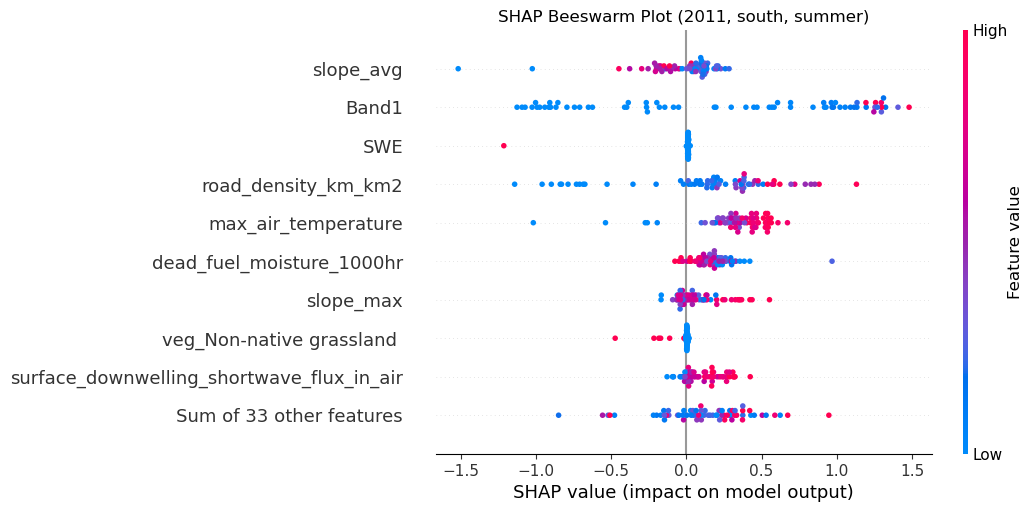 SHAP Beeswarm Plot (2011, south, summer)
High
slope_avg
Band1
SWE
road_density_km_km2
max_air_temperature
dead_fuel_moisture_1000hr
slope_max
veg_Non-native grassland
surface_downwelling_shortwave_flux_in_air
Sum of 33 other features
Feature value
Low
−1.5 −1.0 −0.5 0.0 0.5 1.0 1.5
SHAP value (impact on model output)